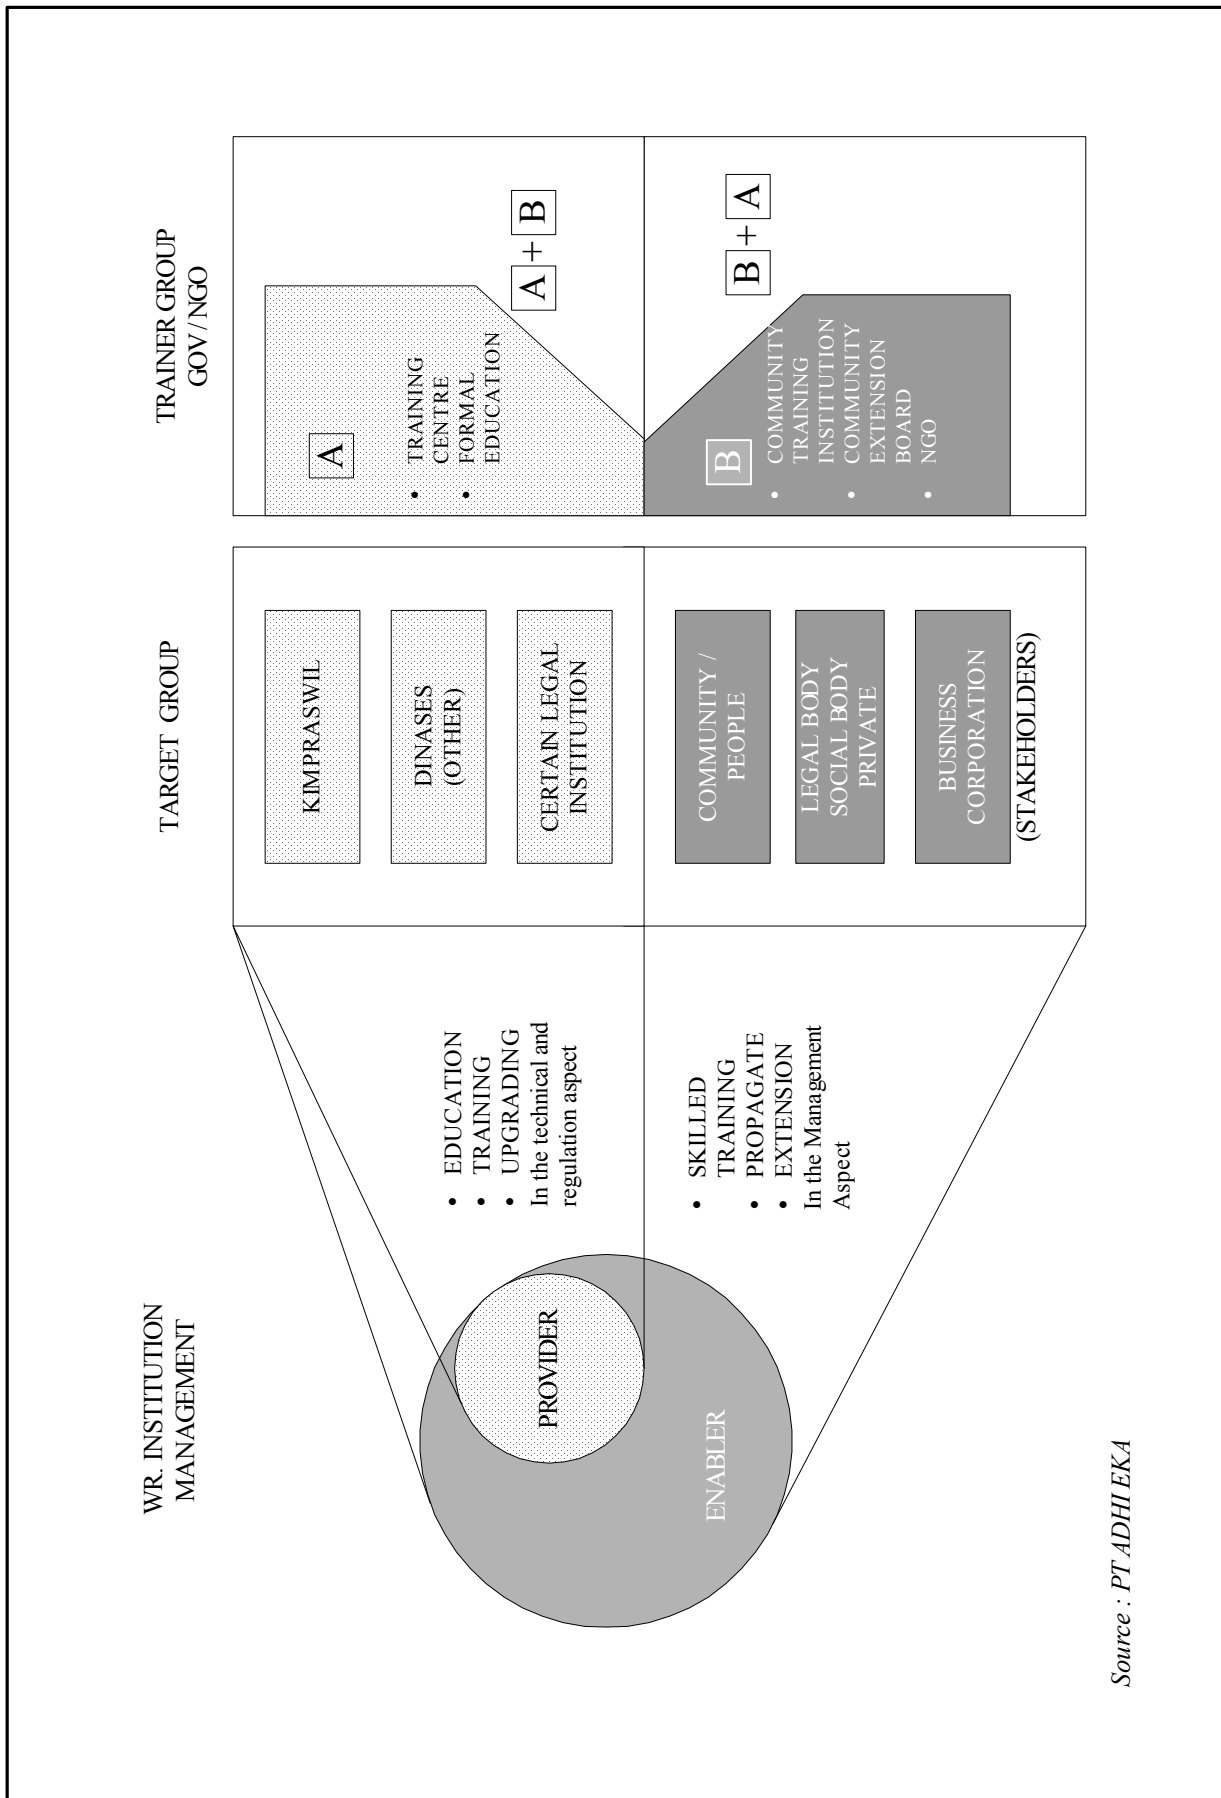 WR. INSTITUTION
MANAGEMENT
TARGET GROUP
TRAINER GROUP
GOV / NGO
PROVIDER
ENABLER
• EDUCATION
• TRAINING
• UPGRADING
In the technical and
regulation aspect
• SKILLED
TRAINING
• PROPAGATE
• EXTENSION
In the Management
Aspect
KIMPRASWIL
DINASES
(OTHER)
CERTAIN LEGAL
INSTITUTION
COMMUNITY /
PEOPLE
LEGAL BODY
SOCIAL BODY
PRIVATE
BUSINESS
CORPORATION
(STAKEHOLDERS)
A
• TRAINING
CENTRE
• FORMAL
EDUCATION
A + B
B
• COMMUNITY
TRAINING
INSTITUTION
• COMMUNITY
EXTENSION
BOARD
• NGO
B + A
Source : PT ADHI EKA